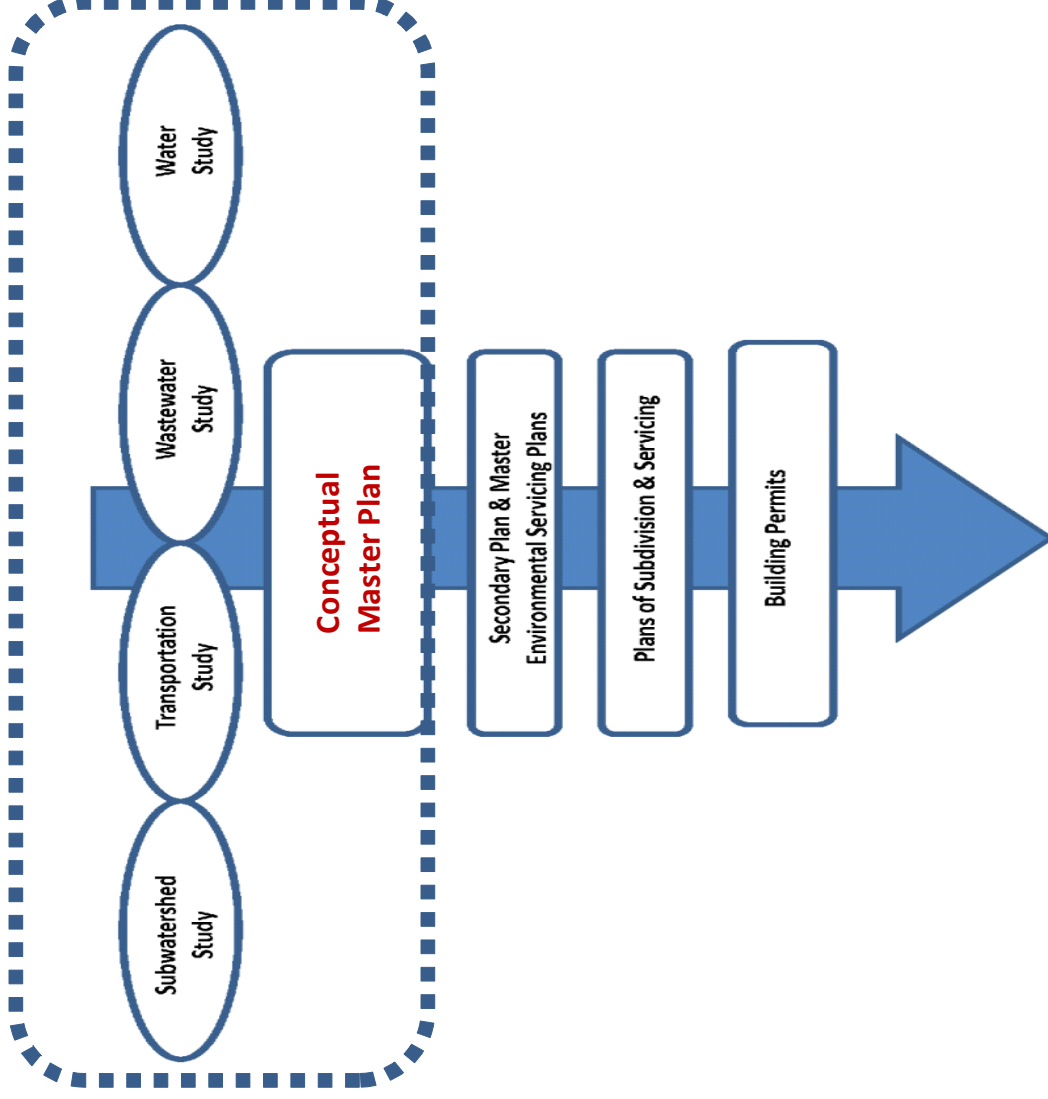 Subwatershed
Study
Transportation
Study
Wastewater
Study
Water
Study
Conceptual
Master Plan
Secondary Plan & Master
Environmental Servicing Plans
Plans of Subdivision & Servicing
Building Permits